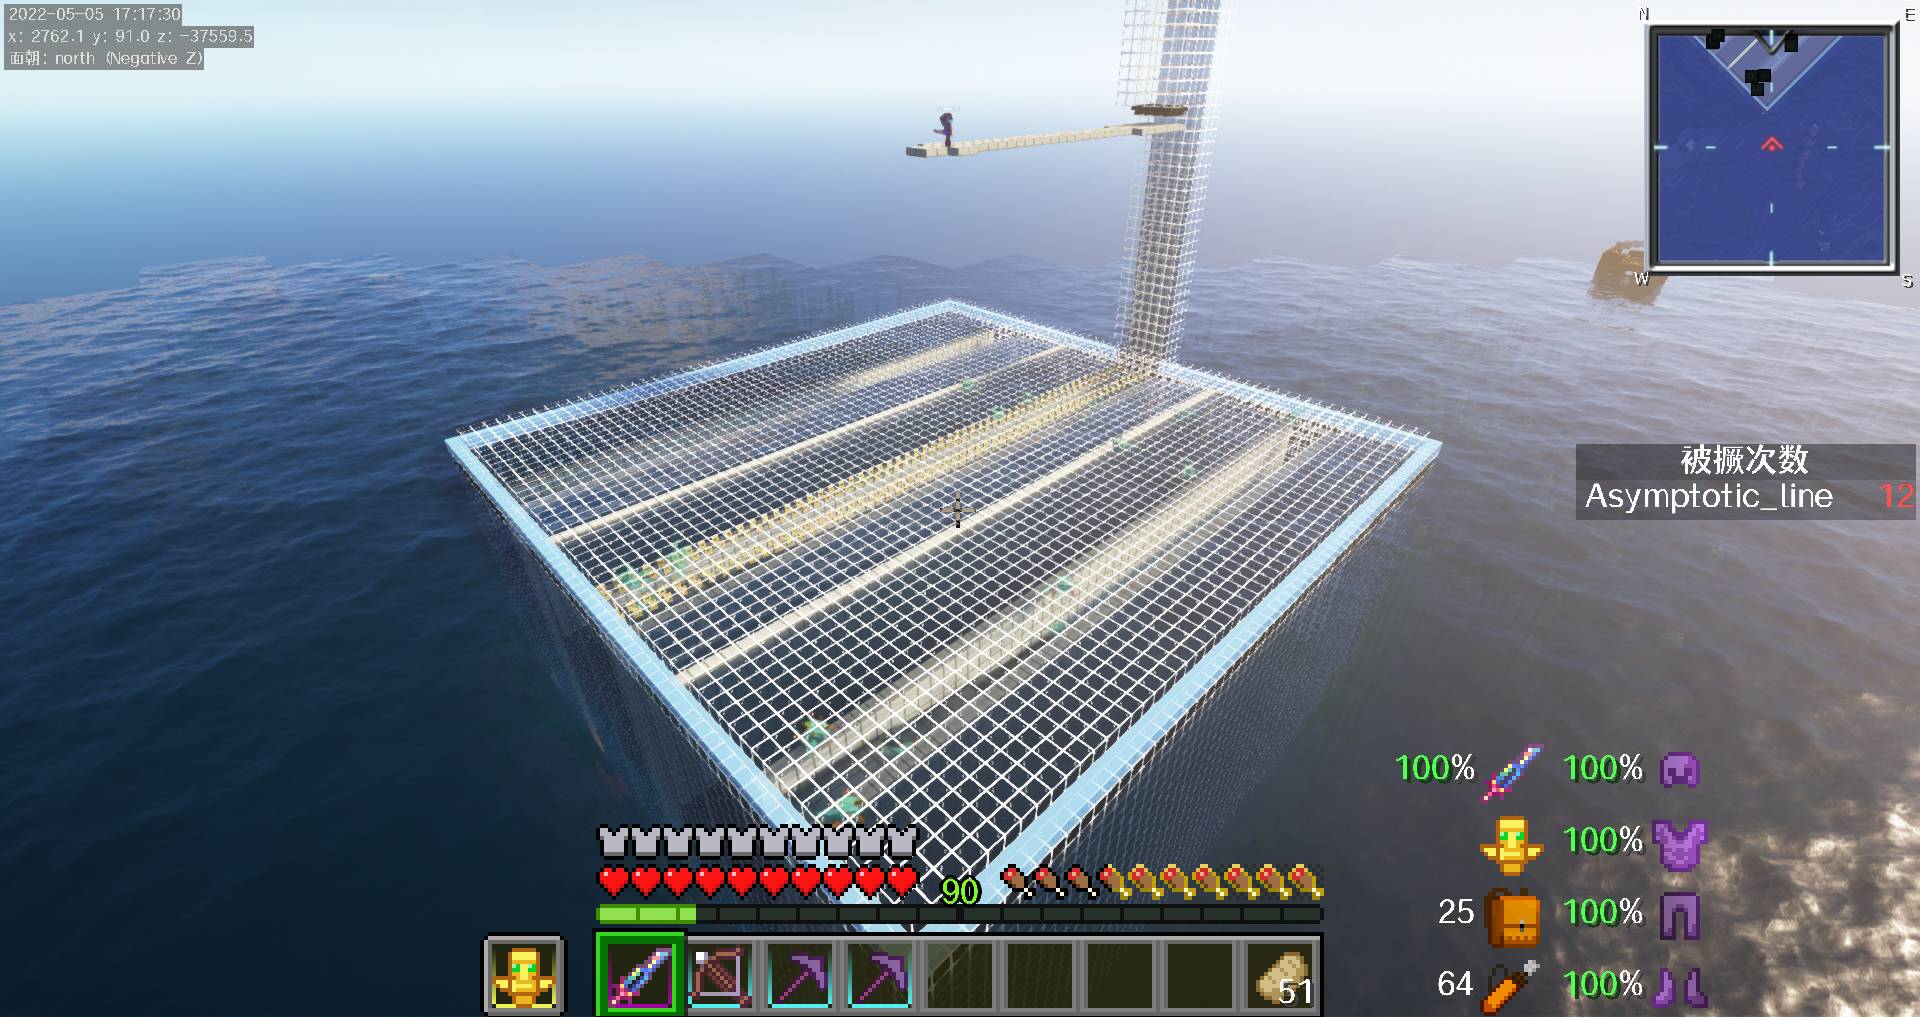 2022-05-05 17:17:30
x: 2762.1 y: 91.0 z: -37559.5
面朝: north (Negative Z)
N
E
W
S
被撅次数
Asymptotic_line 12
100% 100%
100%
25 100%
64 100%
90
51